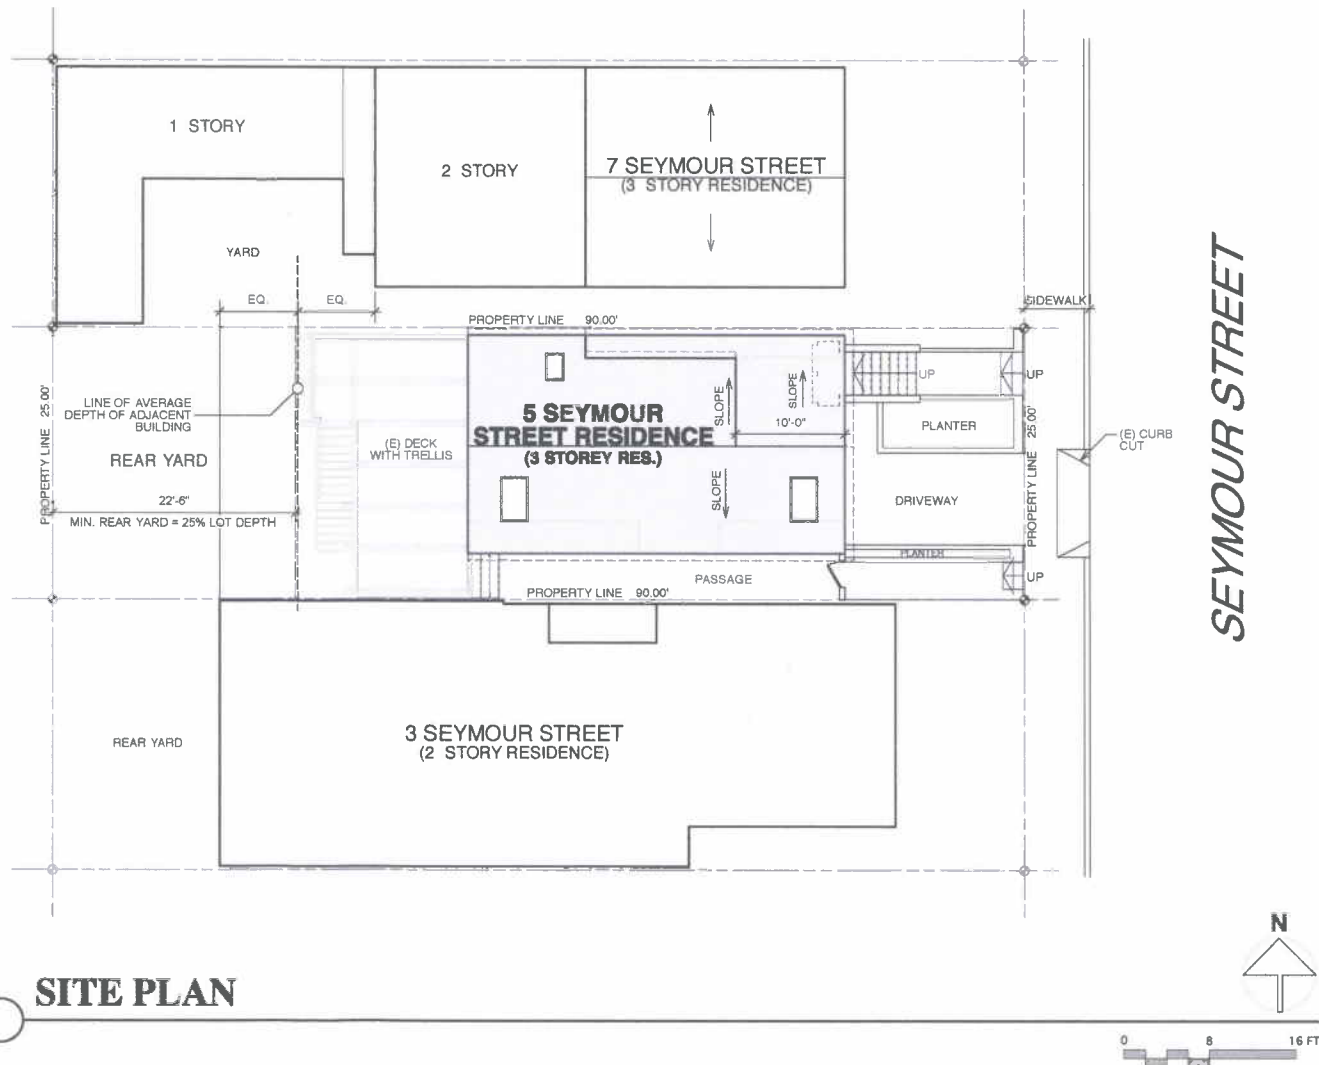 1 STORY
2 STORY
7 SEYMOUR STREET
(3 STORY RESIDENCE)
YARD
EQ.
EQ.
SIDEWALK
PROPERTY LINE 90.00'
SEYMOUR STREET
PROPERTY LINE 25.00'
LINE OF AVERAGE
DEPTH OF ADJACENT
BUILDING
REAR YARD
22'-6"
MIN. REAR YARD = 25% LOT DEPTH
(E) DECK
WITH TRELLIS
5 SEYMOUR
STREET RESIDENCE
(3 STOREY RES.)
SLOPE
SLOPE
10'-0"
SLOPE
UP
UP
PLANTER
PROPERTY LINE 25.00'
(E) CURB
CUT
DRIVEWAY
PLANTER
UP
PASSAGE
PROPERTY LINE 90.00'
3 SEYMOUR STREET
(2 STORY RESIDENCE)
REAR YARD
N
SITE PLAN
0 8 16 FT